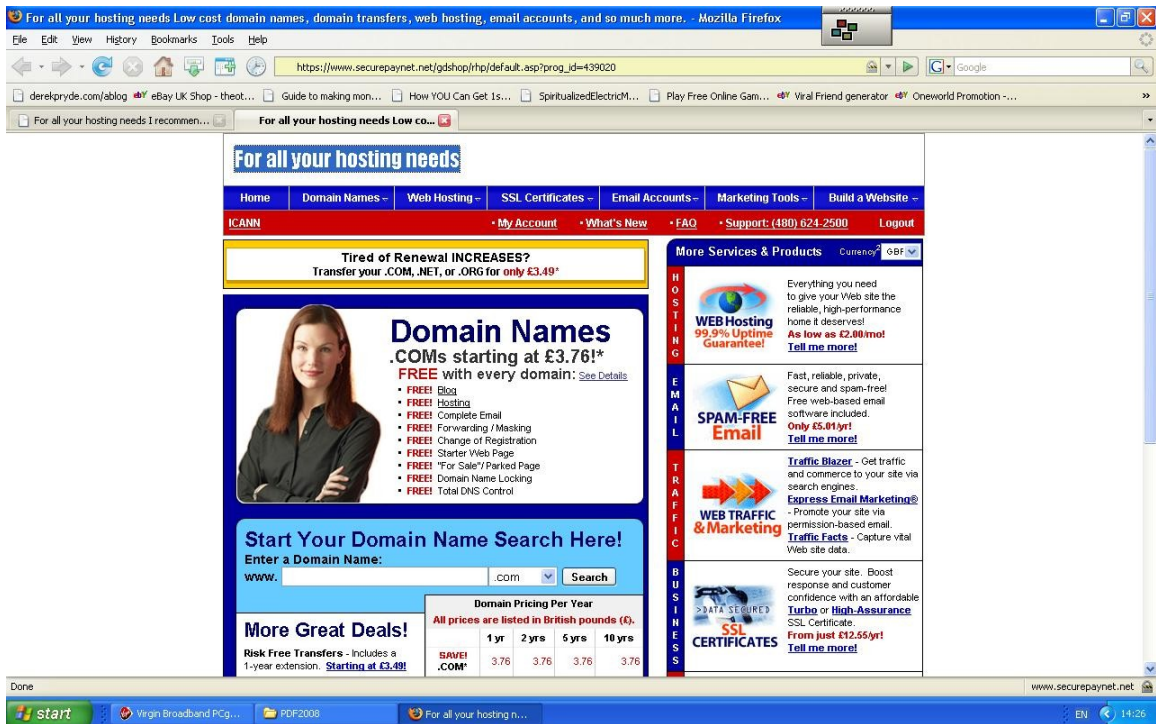 For all your hosting needs Low cost domain names, domain transfers, web hosting, email accounts, and so much more. - Mozilla Firefox
File Edit View History Bookmarks Tools Help
https://www.securepaynet.net/gdshop/rhp/default.asp?prog_id=439020
Google
derekpryde.com/ablog eBay UK Shop - theot... Guide to making mon... How YOU Can Get 1s... SpiritualizedElectricM... Play Free Online Gam... Viral Friend generator Oneworld Promotion -...
For all your hosting needs I recommen... For all your hosting needs Low co...
For all your hosting needs
Home Domain Names Web Hosting SSL Certificates Email Accounts Marketing Tools Build a Website
ICANN • My Account • What's New • FAQ • Support: (480) 624-2500 Logout
Tired of Renewal INCREASES?
Transfer your .COM, .NET, or .ORG for only £3.49*
Domain Names
.COMs starting at £3.76!*
FREE with every domain: See Details
• FREE! Blog
• FREE! Hosting
• FREE! Complete Email
• FREE! Forwarding / Masking
• FREE! Change of Registration
• FREE! Starter Web Page
• FREE! "For Sale"/ Parked Page
• FREE! Domain Name Locking
• FREE! Total DNS Control
Start Your Domain Name Search Here!
Enter a Domain Name:
www. .com Search
More Great Deals!
Risk Free Transfers - Includes a
1-year extension. Starting at £3.49!
Domain Pricing Per Year
All prices are listed in British pounds (£).
1 yr 2 yrs 5 yrs 10 yrs
SAVE!
.COM* 3.76 3.76 3.76 3.76
More Services & Products Currency2 GBP
HOSTING
WEB Hosting
99.9% Uptime
Guarantee!
Everything you need
to give your Web site the
reliable, high-performance
home it deserves!
As low as £2.00/mo!
Tell me more!
EMAIL
SPAM-FREE
Email
Fast, reliable, private,
secure and spam-free!
Free web-based email
software included.
Only £5.01/yr!
Tell me more!
TRAFFIC
WEB TRAFFIC
& Marketing
Traffic Blazer - Get traffic
and commerce to your site via
search engines.
Express Email Marketing®
- Promote your site via
permission-based email.
Traffic Facts - Capture vital
Web site data.
BUSINESS
>DATA SECURED
SSL
CERTIFICATES
Secure your site. Boost
response and customer
confidence with an affordable
Turbo or High-Assurance
SSL Certificate.
From just £12.55/yr!
Tell me more!
Done www.securepaynet.net
start Virgin Broadband PCg... PDF2008 For all your hosting n... EN 14:26